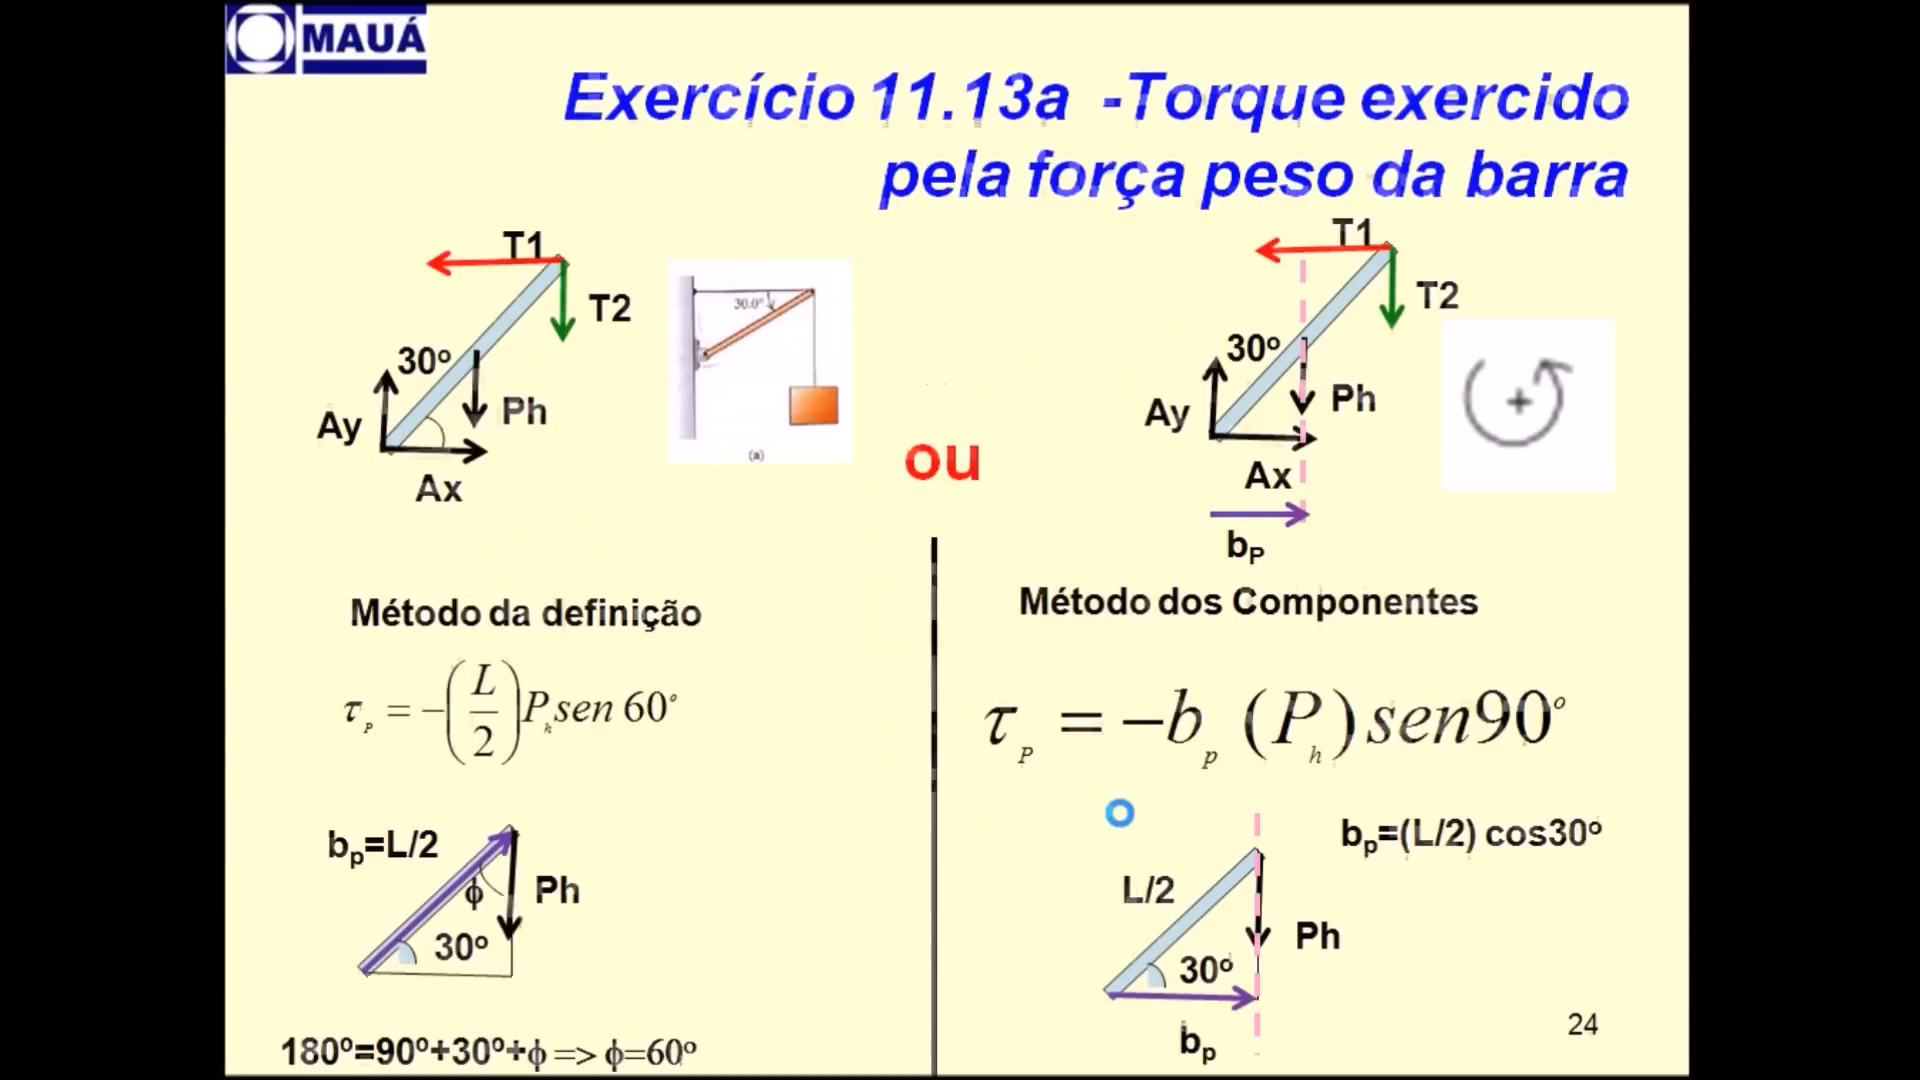 MAUÁ
Exercício 11.13a -Torque exercido
pela força peso da barra
T1
T2
30º
Ph
Ay
Ax
30.0°
(a)
ou
T1
T2
30º
Ph
Ay
Ax
bP
+
Método da definição
τP = −(L/2)Phsen 60°
bp=L/2
ϕ
Ph
30º
180º=90º+30º+ϕ => ϕ=60º
Método dos Componentes
τP = −bp (Ph) sen90°
bp=(L/2) cos30º
L/2
Ph
30º
bp
24